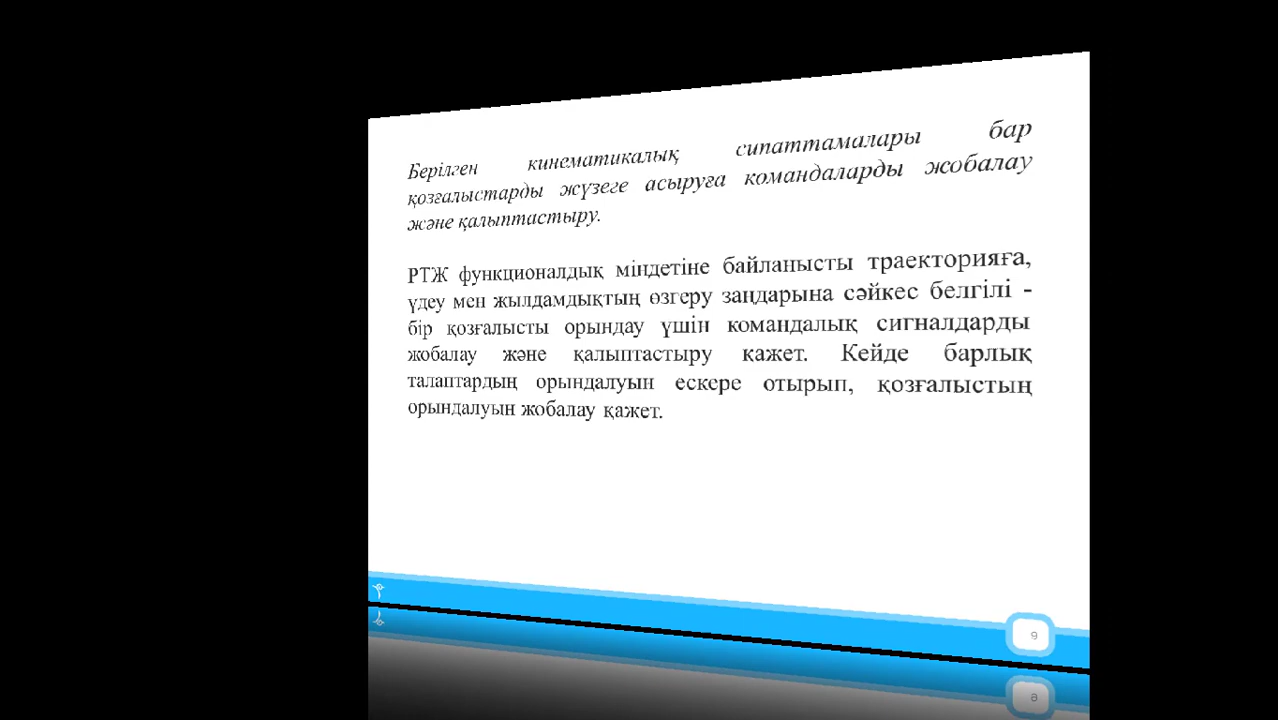 Берілген кинематикалық сипаттамалары бар
қозғалыстарды жүзеге асыруға командаларды жобалау
және қалыптастыру.
РТЖ функционалдық міндетіне байланысты траекторияға,
үдеу мен жылдамдықтың өзгеру заңдарына сәйкес белгілі -
бір қозғалысты орындау үшін командалық сигналдарды
жобалау және қалыптастыру қажет. Кейде барлық
талаптардың орындалуын ескере отырып, қозғалыстың
орындалуын жобалау қажет.
9